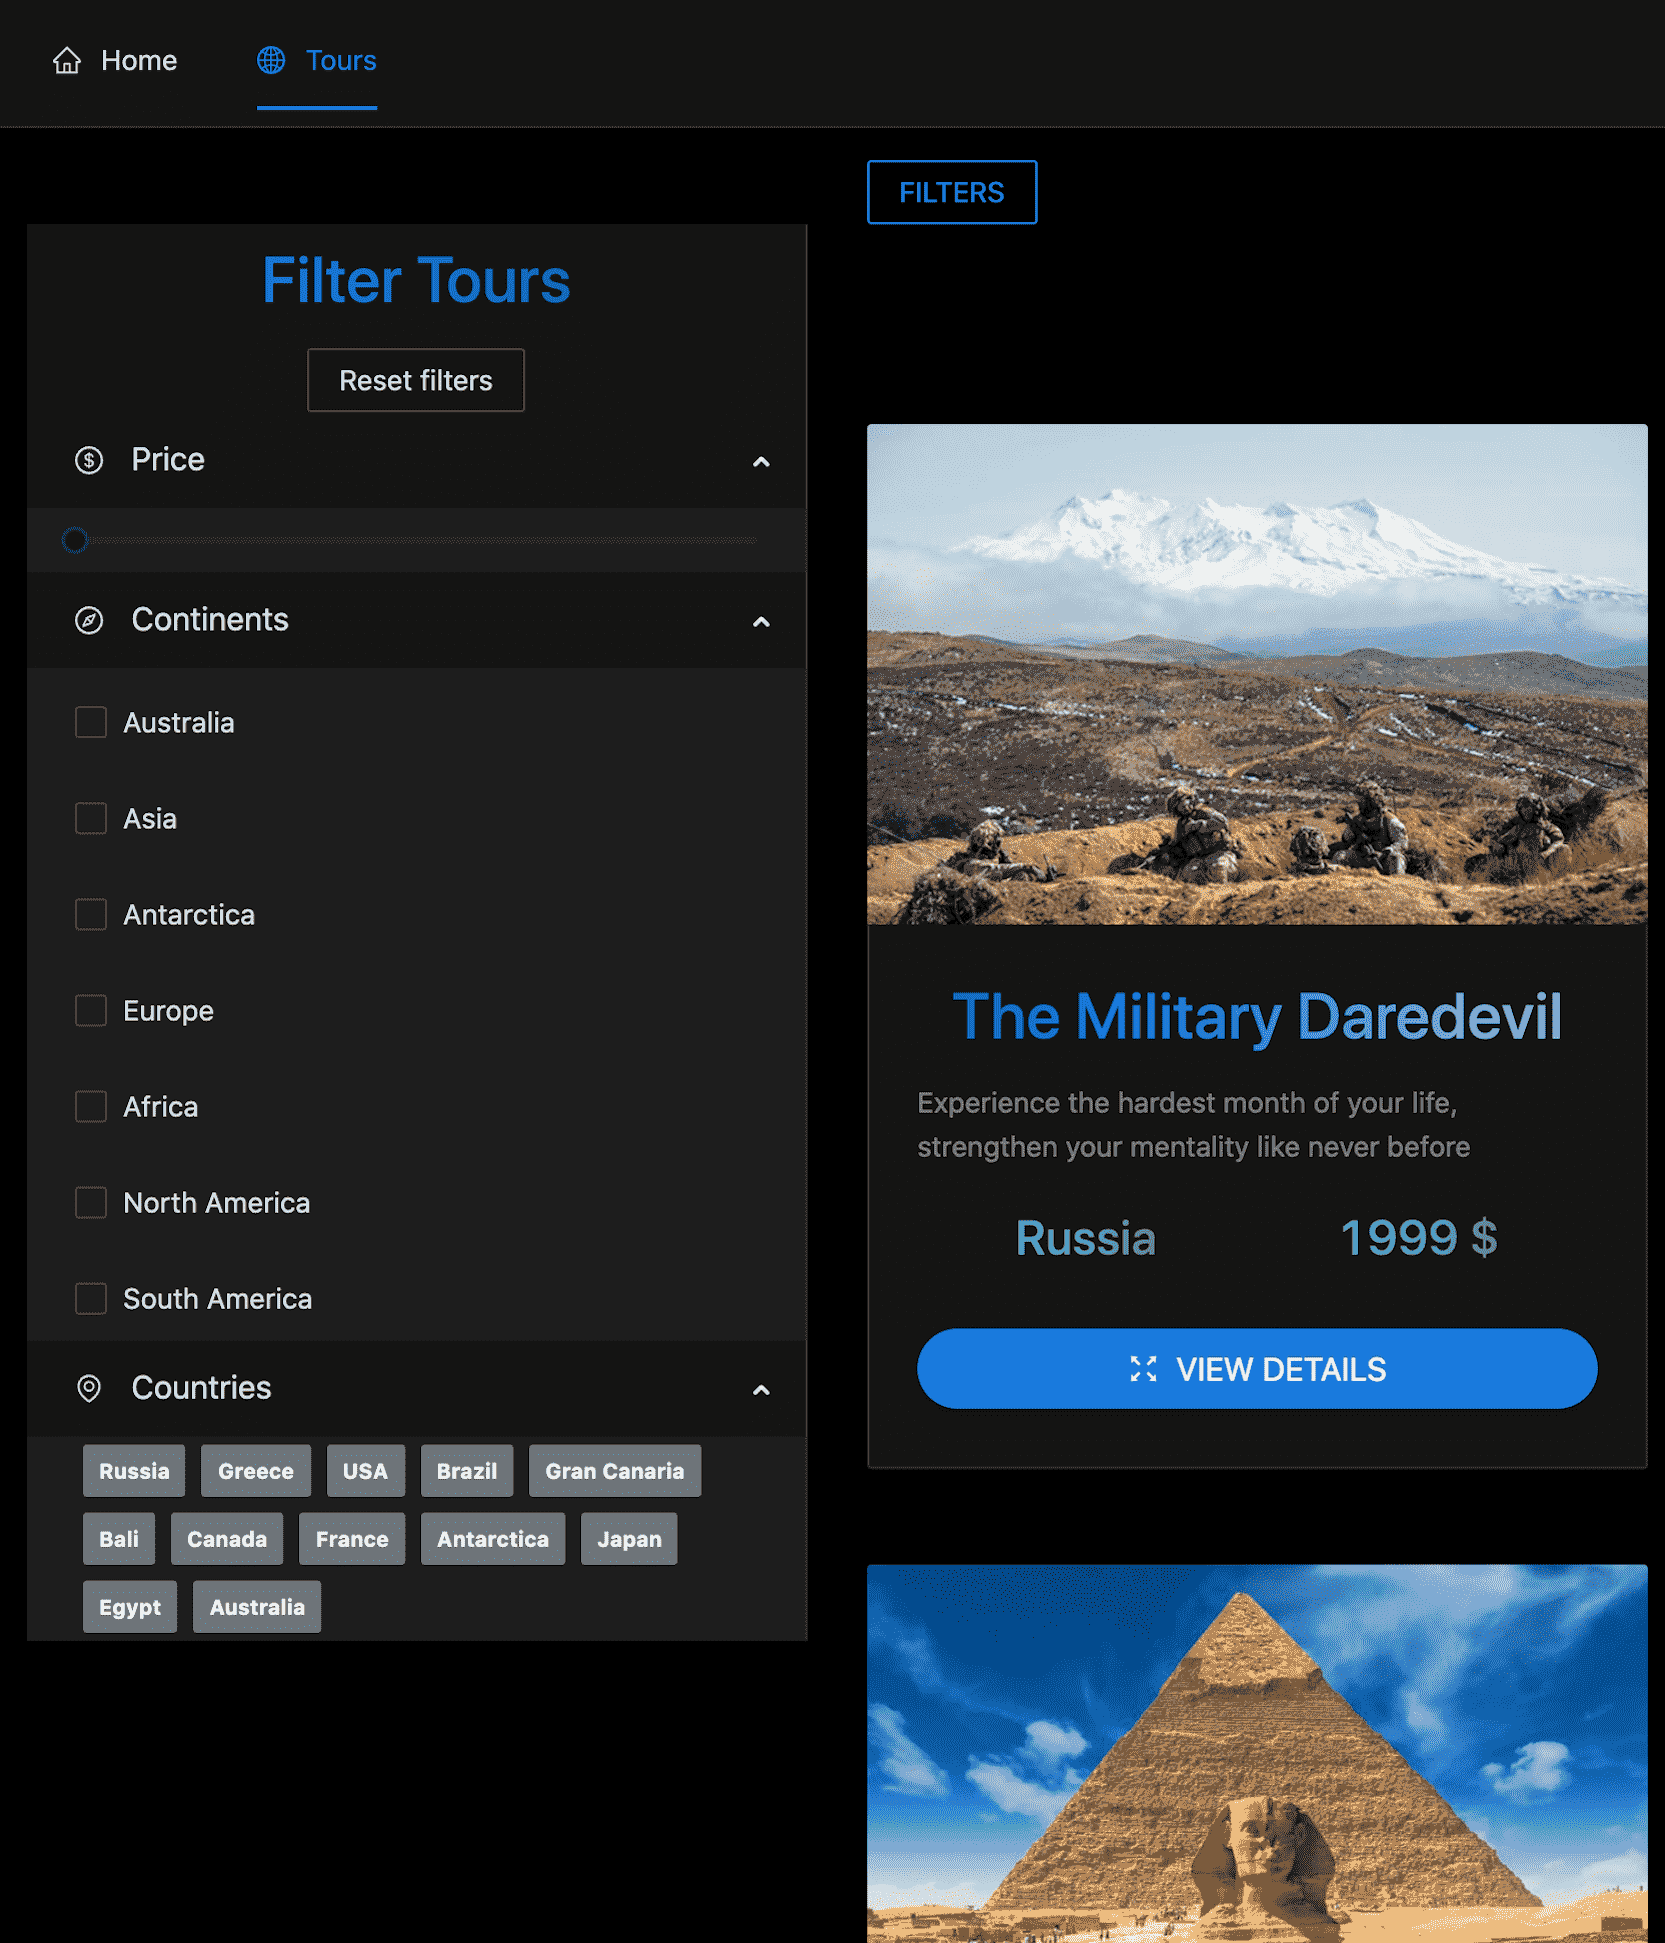 Home
Tours
FILTERS
Filter Tours
Reset filters
Price
Continents
Australia
Asia
Antarctica
Europe
Africa
North America
South America
Countries
Russia Greece USA Brazil Gran Canaria
Bali Canada France Antarctica Japan
Egypt Australia
The Military Daredevil
Experience the hardest month of your life,
strengthen your mentality like never before
Russia 1999 $
VIEW DETAILS